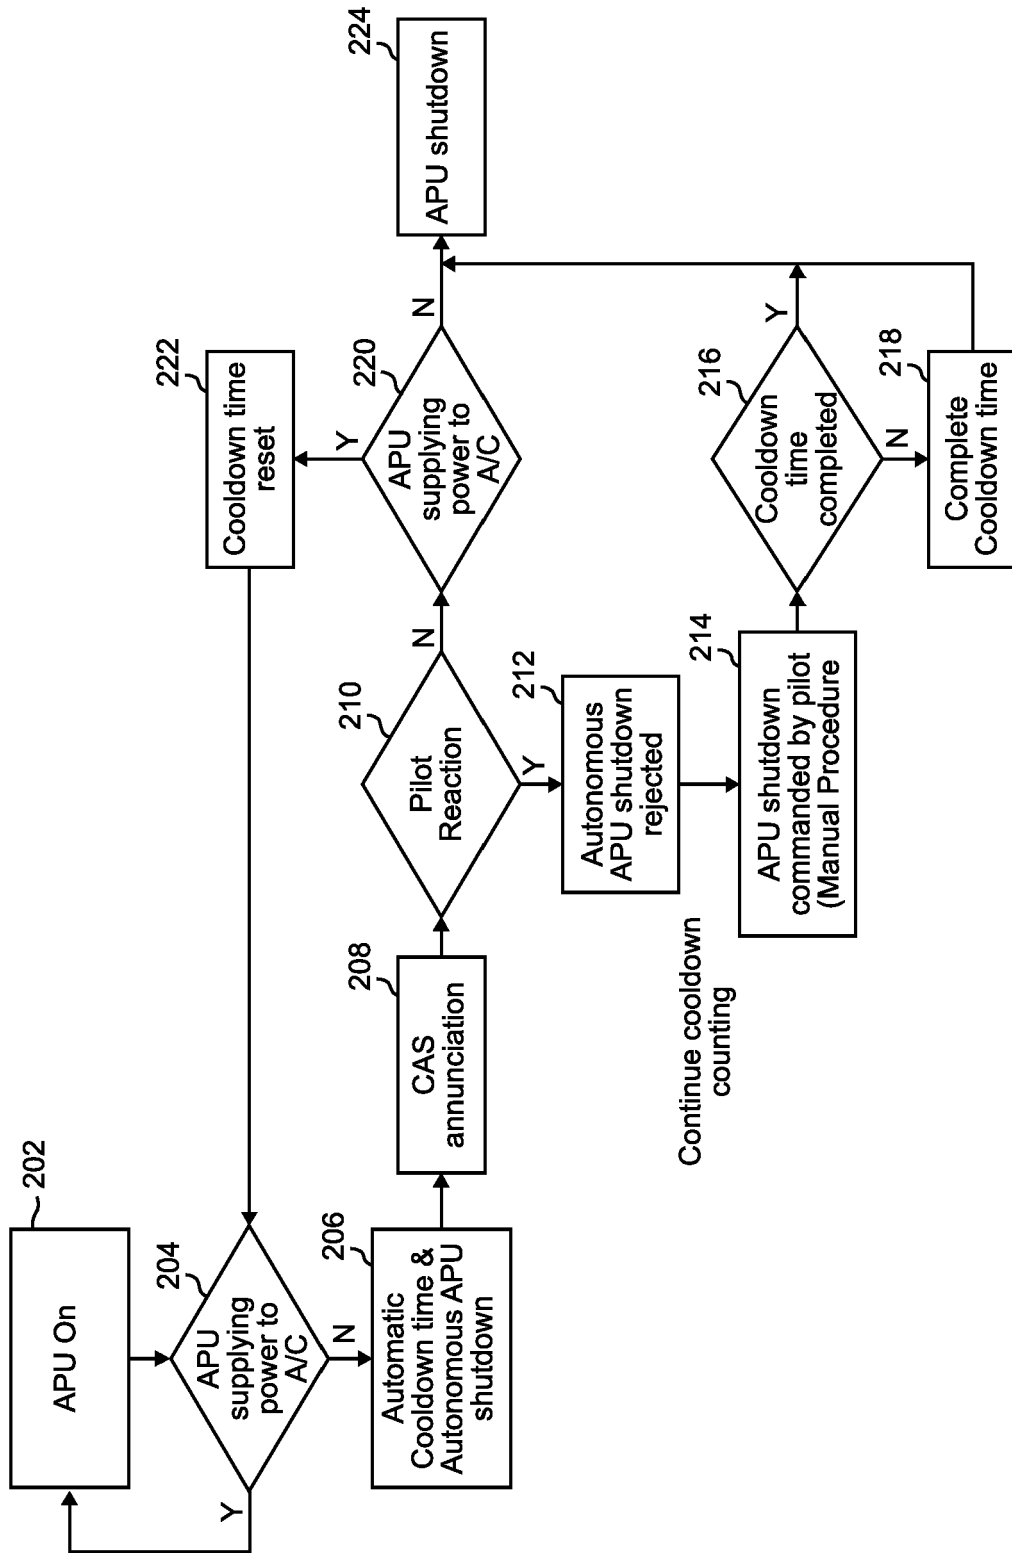 202
APU On
204
APU
supplying
power to
A/C
Y
N
206
Automatic
Cooldown time &
Autonomous APU
shutdown
208
CAS
annunciation
210
Pilot
Reaction
N
Y
212
Autonomous
APU shutdown
rejected
Continue cooldown
counting
214
APU shutdown
commanded by pilot
(Manual Procedure
216
Cooldown
time
completed
Y
N
218
Complete
Cooldown time
220
APU
supplying
power to
A/C
Y
N
222
Cooldown time
reset
224
APU shutdown